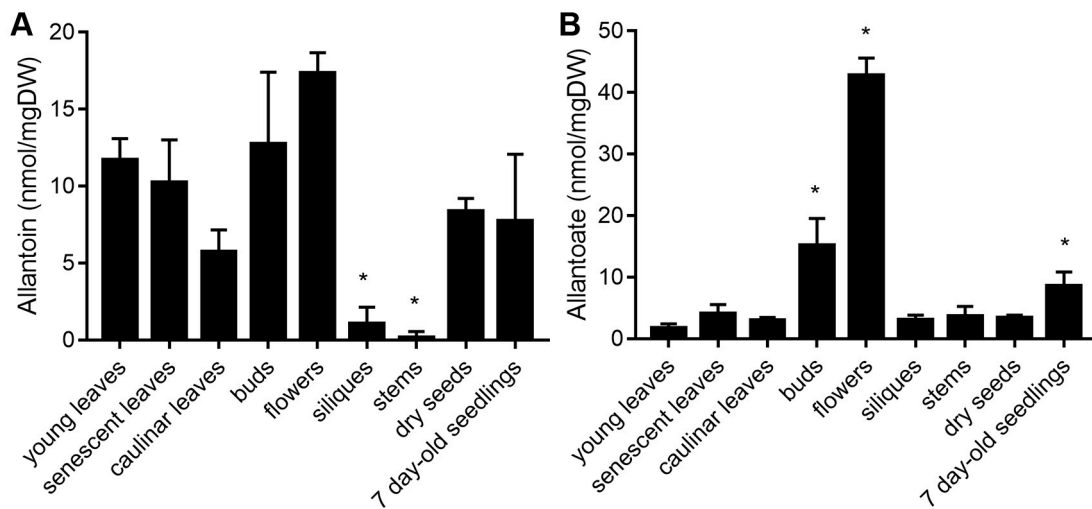 A
Allantoin (nmol/mgDW)
20
15
10
5
0
* *
young leaves
senescent leaves
caulinar leaves
buds
flowers
siliques
stems
dry seeds
7 day-old seedlings
B
Allantoate (nmol/mgDW)
50
40
30
20
10
0
* * *
young leaves
senescent leaves
caulinar leaves
buds
flowers
siliques
stems
dry seeds
7 day-old seedlings